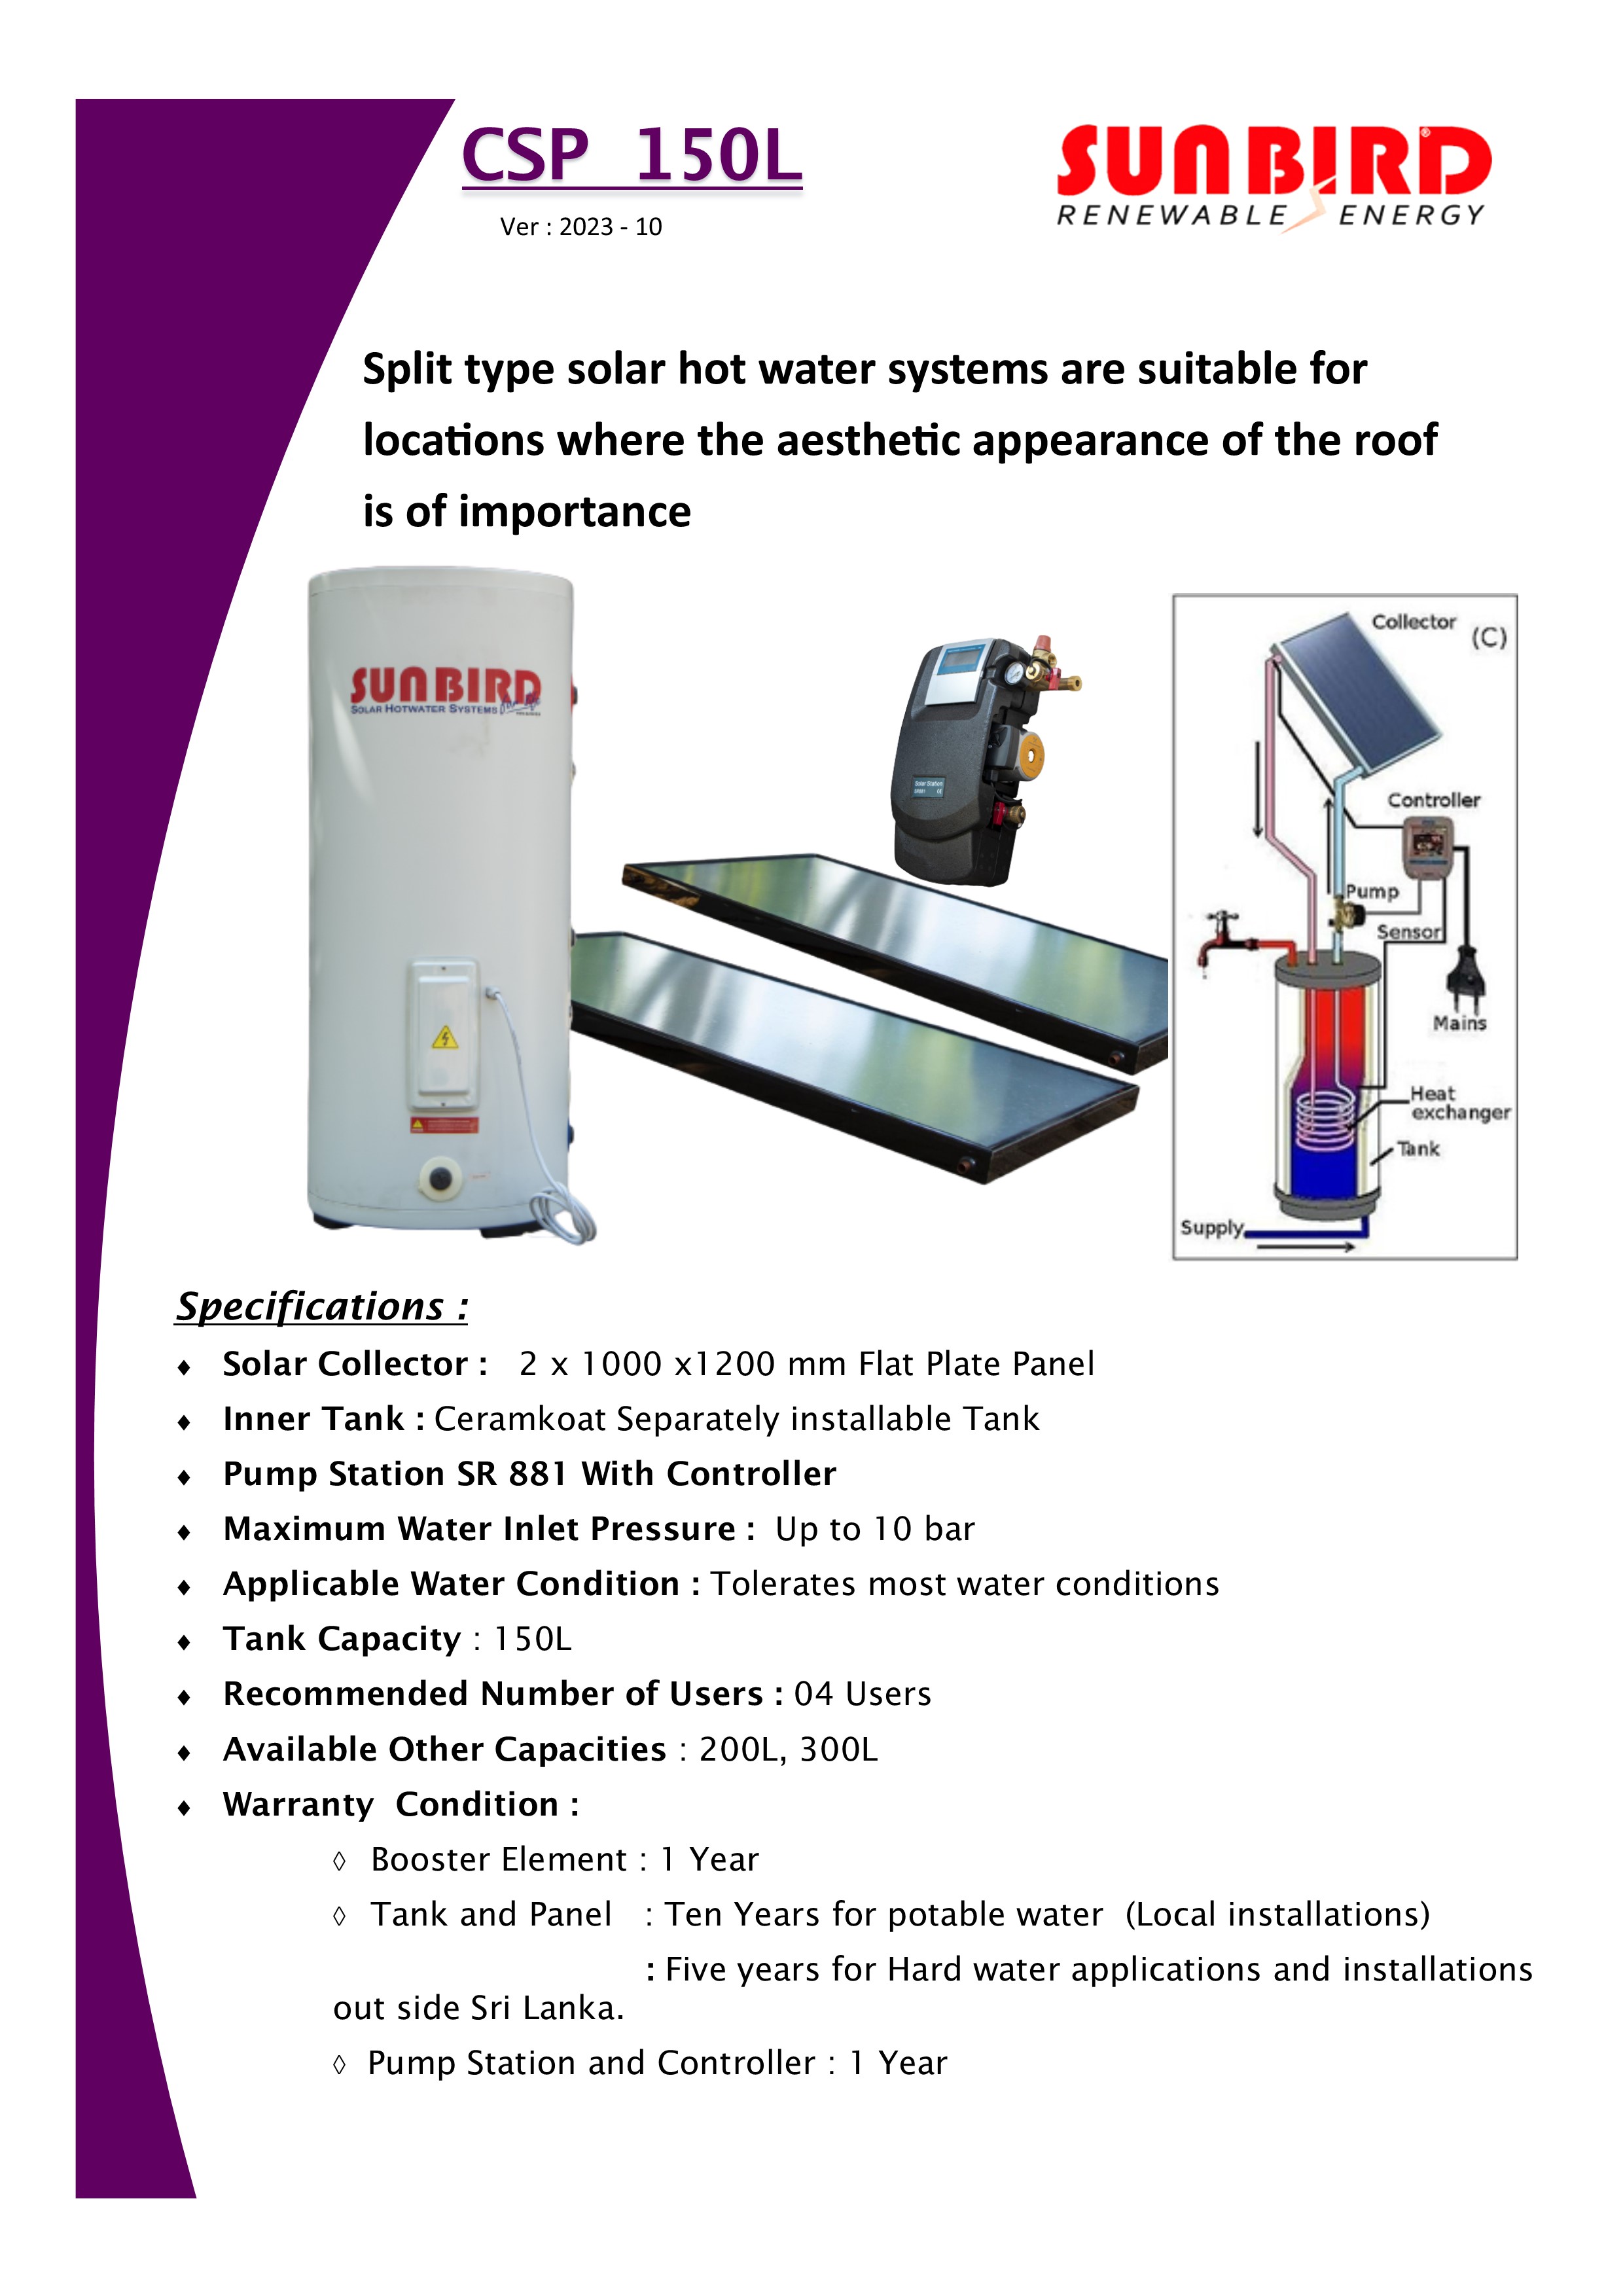 CSP 150L
SUNBIRD®
RENEWABLE ENERGY
Ver : 2023 - 10
Split type solar hot water systems are suitable for
locations where the aesthetic appearance of the roof
is of importance
SUNBIRD
SOLAR HOTWATER SYSTEMS for life
Solar Station
SR881 CE
Collector
(C)
Controller
Pump
Sensor
Mains
Heat
exchanger
Tank
Supply
Specifications :
♦ Solar Collector : 2 x 1000 x1200 mm Flat Plate Panel
♦ Inner Tank : Ceramkoat Separately installable Tank
♦ Pump Station SR 881 With Controller
♦ Maximum Water Inlet Pressure : Up to 10 bar
♦ Applicable Water Condition : Tolerates most water conditions
♦ Tank Capacity : 150L
♦ Recommended Number of Users : 04 Users
♦ Available Other Capacities : 200L, 300L
♦ Warranty Condition :
◊ Booster Element : 1 Year
◊ Tank and Panel : Ten Years for potable water (Local installations)
: Five years for Hard water applications and installations
out side Sri Lanka.
◊ Pump Station and Controller : 1 Year